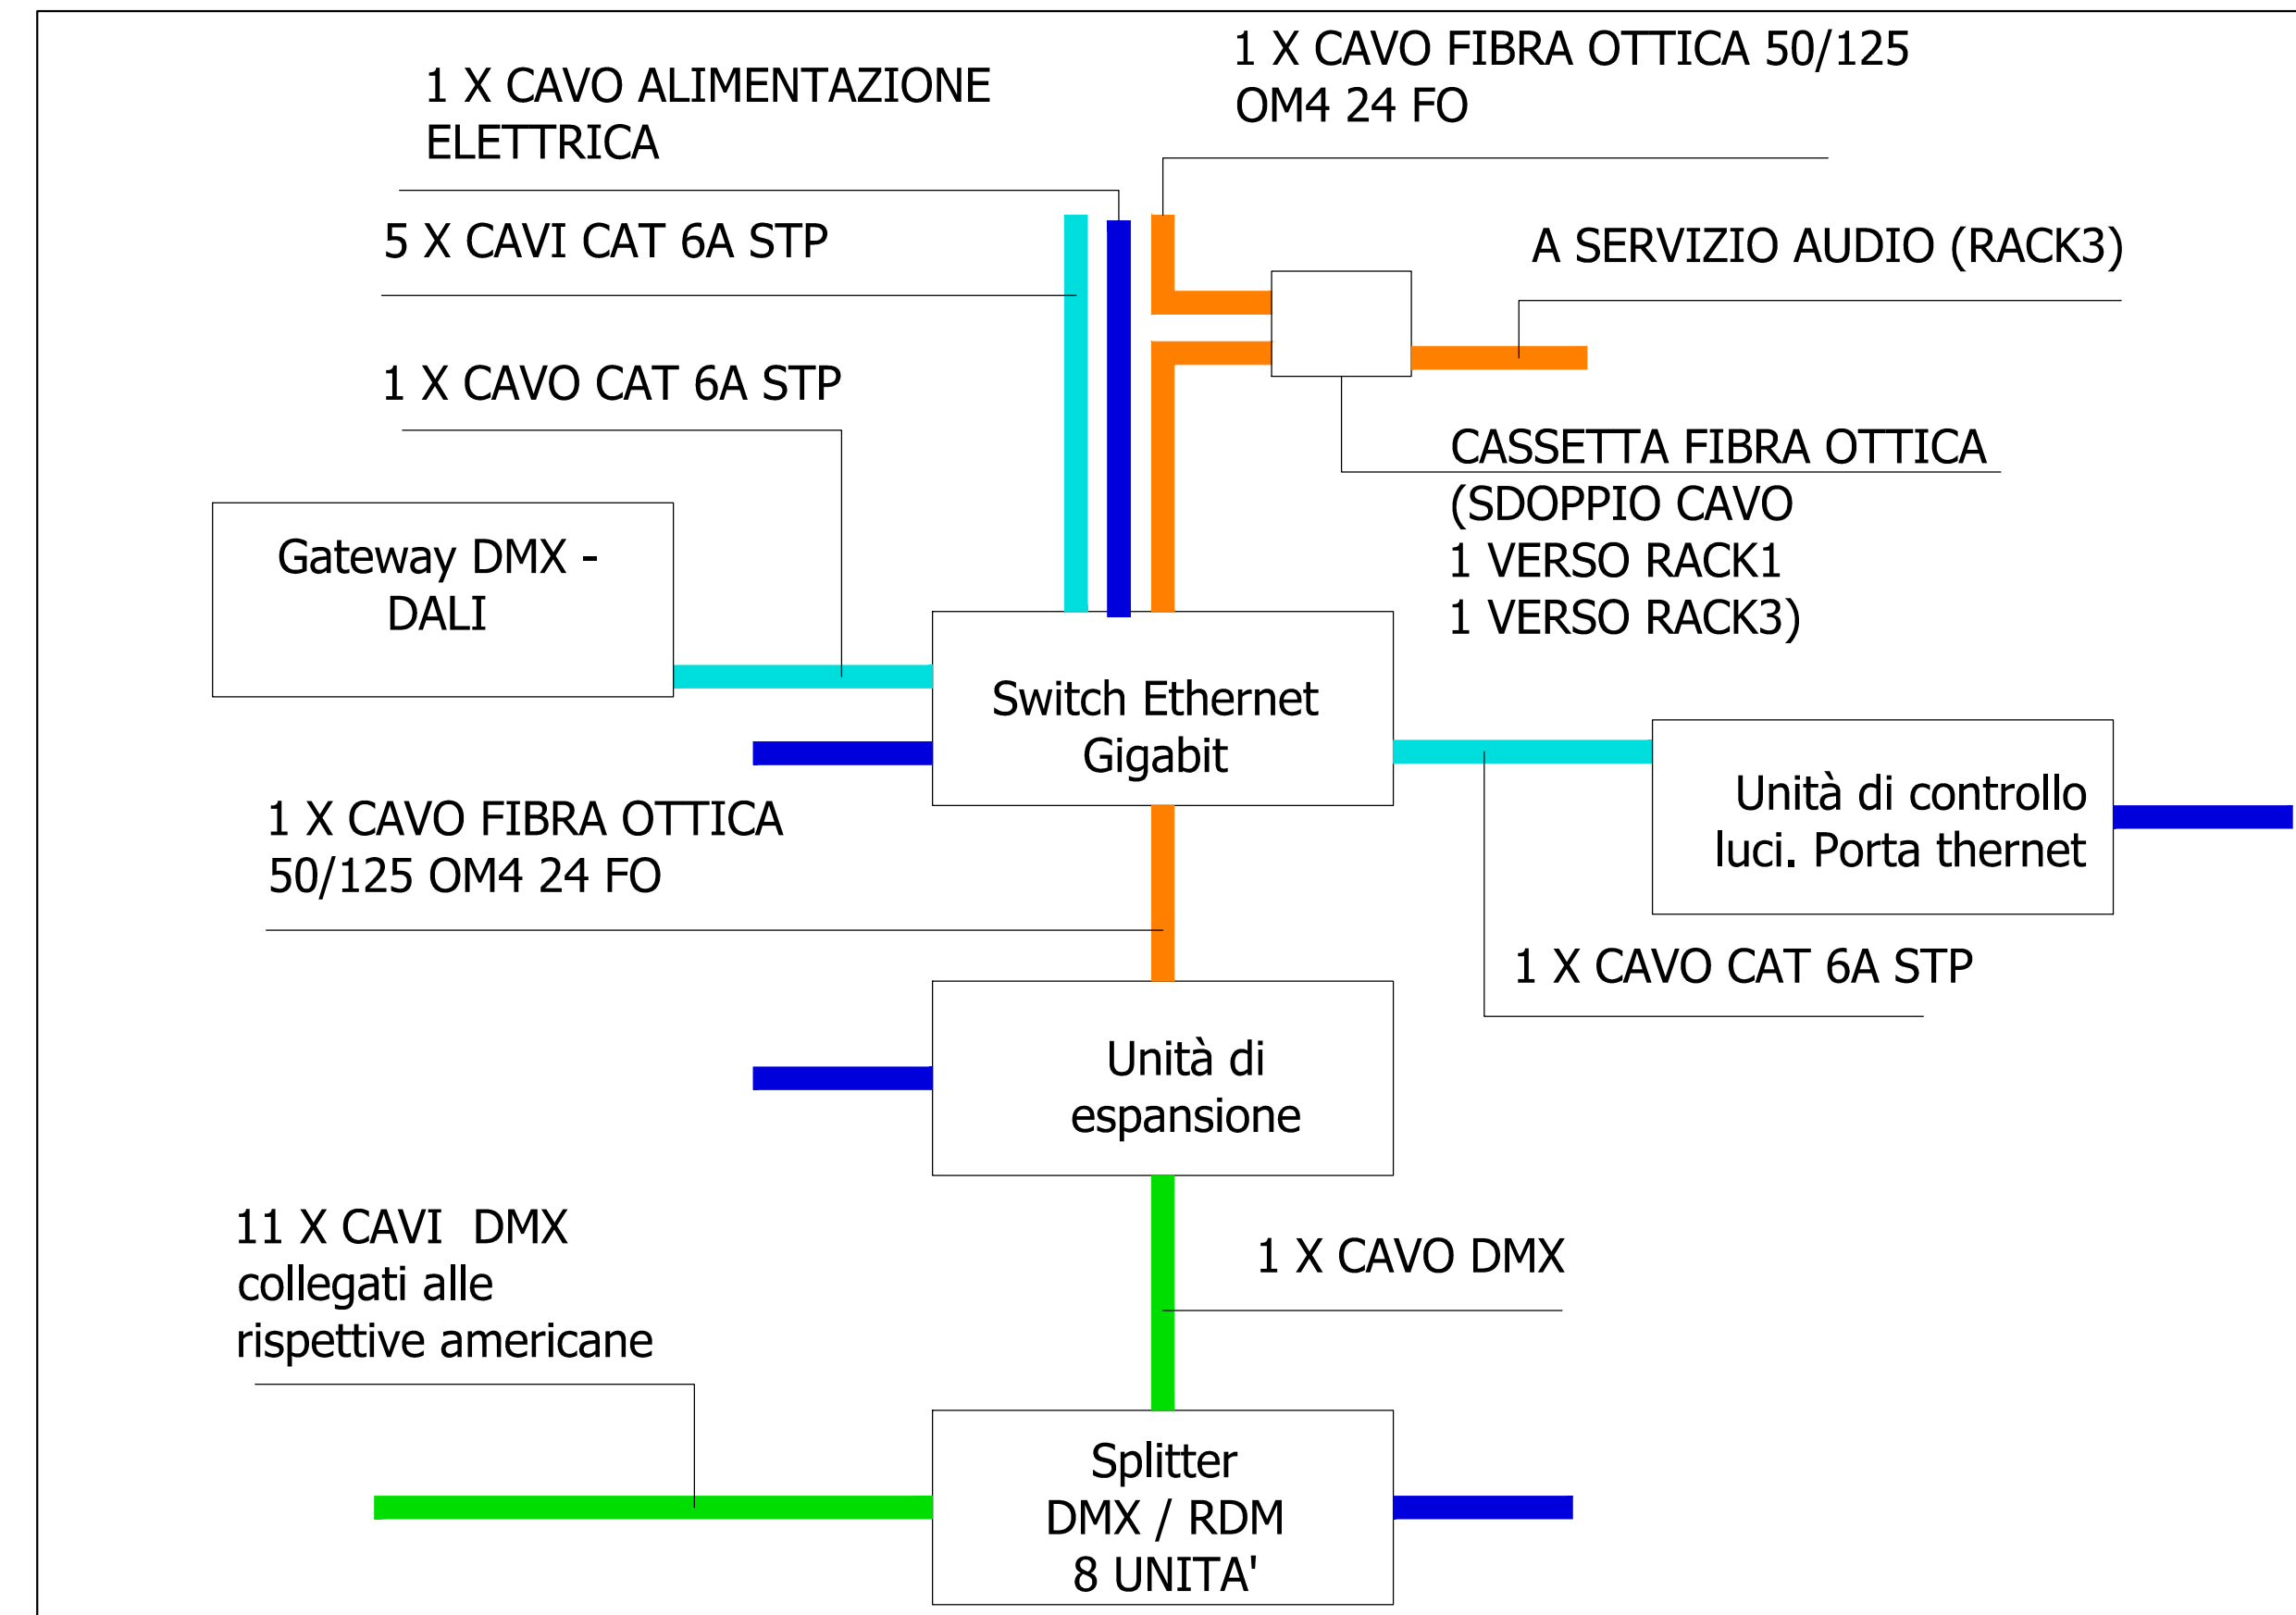 1 X CAVO FIBRA OTTICA 50/125
OM4 24 FO
1 X CAVO ALIMENTAZIONE
ELETTRICA
5 X CAVI CAT 6A STP
A SERVIZIO AUDIO (RACK3)
1 X CAVO CAT 6A STP
CASSETTA FIBRA OTTICA
(SDOPPIO CAVO
1 VERSO RACK1
1 VERSO RACK3)
Gateway DMX -
DALI
Switch Ethernet
Gigabit
Unità di controllo
luci. Porta thernet
1 X CAVO FIBRA OTTICA
50/125 OM4 24 FO
1 X CAVO CAT 6A STP
Unità di
espansione
11 X CAVI  DMX
collegati alle
rispettive americane
1 X CAVO DMX
Splitter
DMX / RDM
8 UNITA'